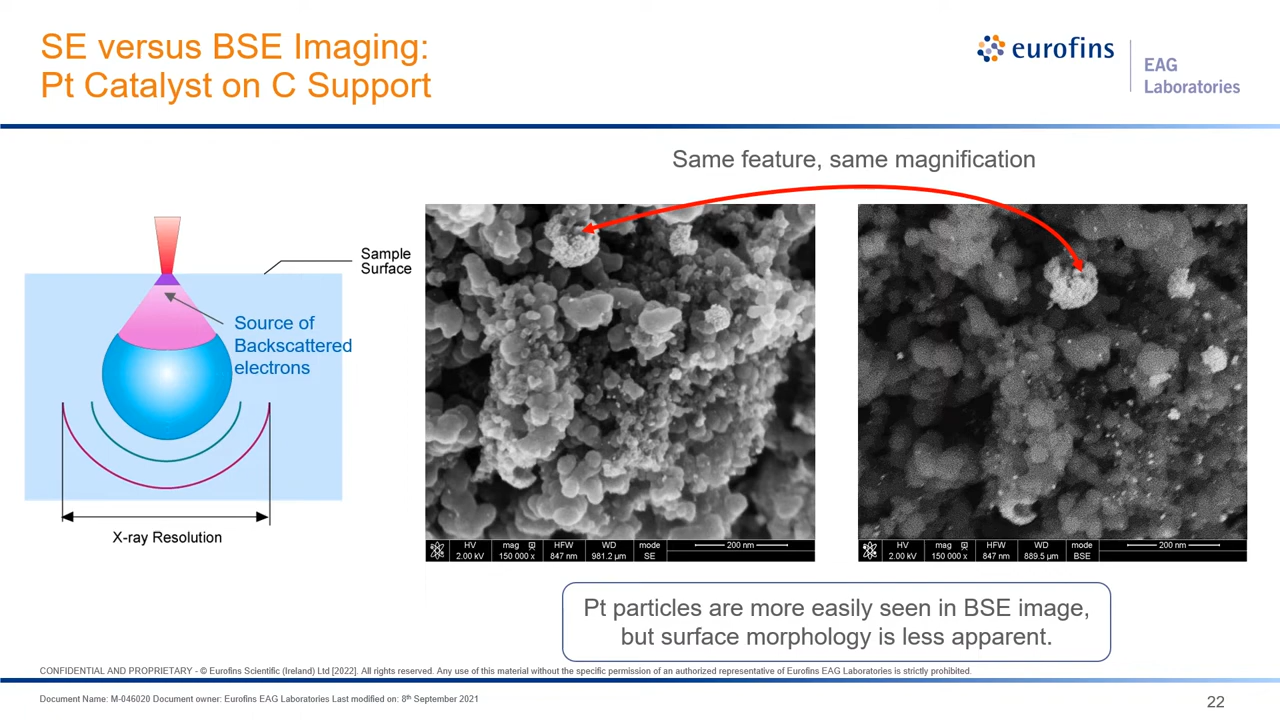 SE versus BSE Imaging:
Pt Catalyst on C Support
eurofins
EAG
Laboratories
Same feature, same magnification
Sample
Surface
Source of
Backscattered
electrons
X-ray Resolution
HV mag HFW WD mode 200 nm
2.00 kV 150 000 x 847 nm 981.2 µm SE
HV mag HFW WD mode 200 nm
2.00 kV 150 000 x 847 nm 889.5 µm BSE
Pt particles are more easily seen in BSE image,
but surface morphology is less apparent.
CONFIDENTIAL AND PROPRIETARY - © Eurofins Scientific (Ireland) Ltd [2022]. All rights reserved. Any use of this material without the specific permission of an authorized representative of Eurofins EAG Laboratories is strictly prohibited.
Document Name: M-046020 Document owner: Eurofins EAG Laboratories Last modified on: 8th September 2021
22